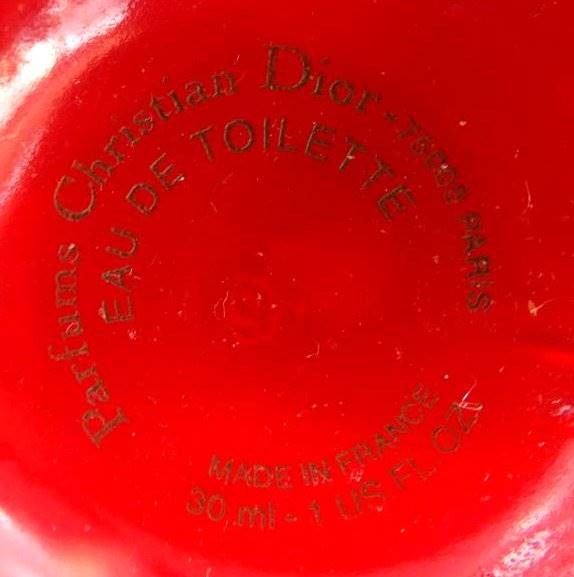 Parfums Christian Dior - 75008 PARIS
EAU DE TOILETTE
MADE IN FRANCE
30 ml - 1 US FL OZ